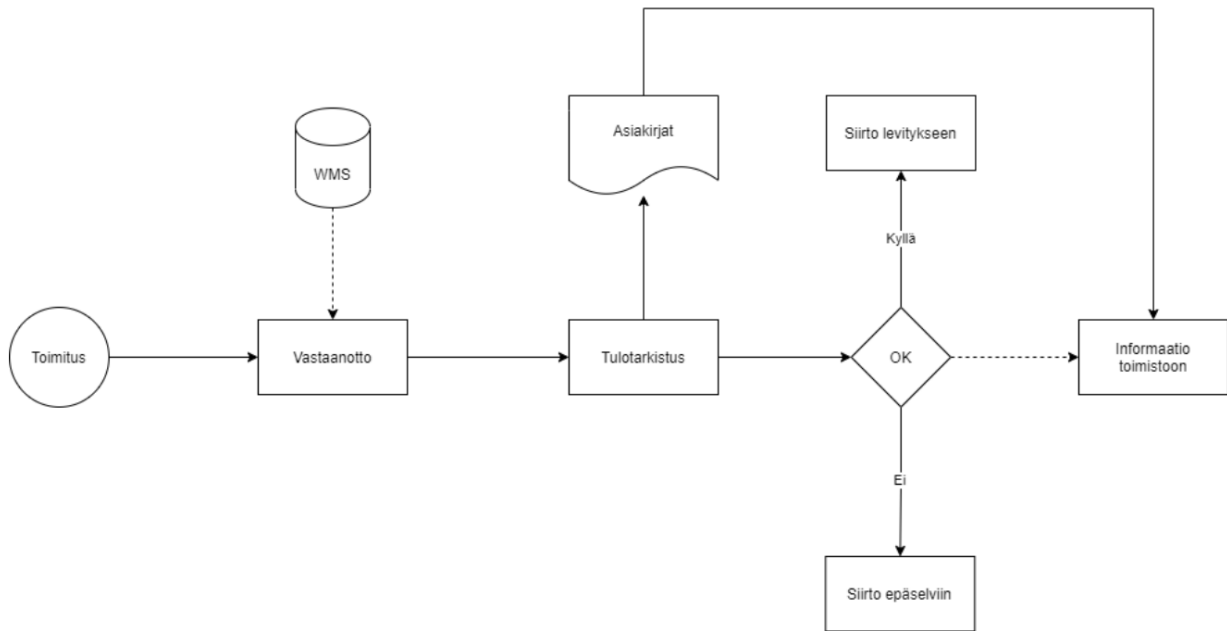 Asiakirjat
Siirto levitykseen
WMS
Kyllä
Toimitus
Vastaanotto
Tulotarkistus
OK
Informaatio
toimistoon
Ei
Siirto epäselviin